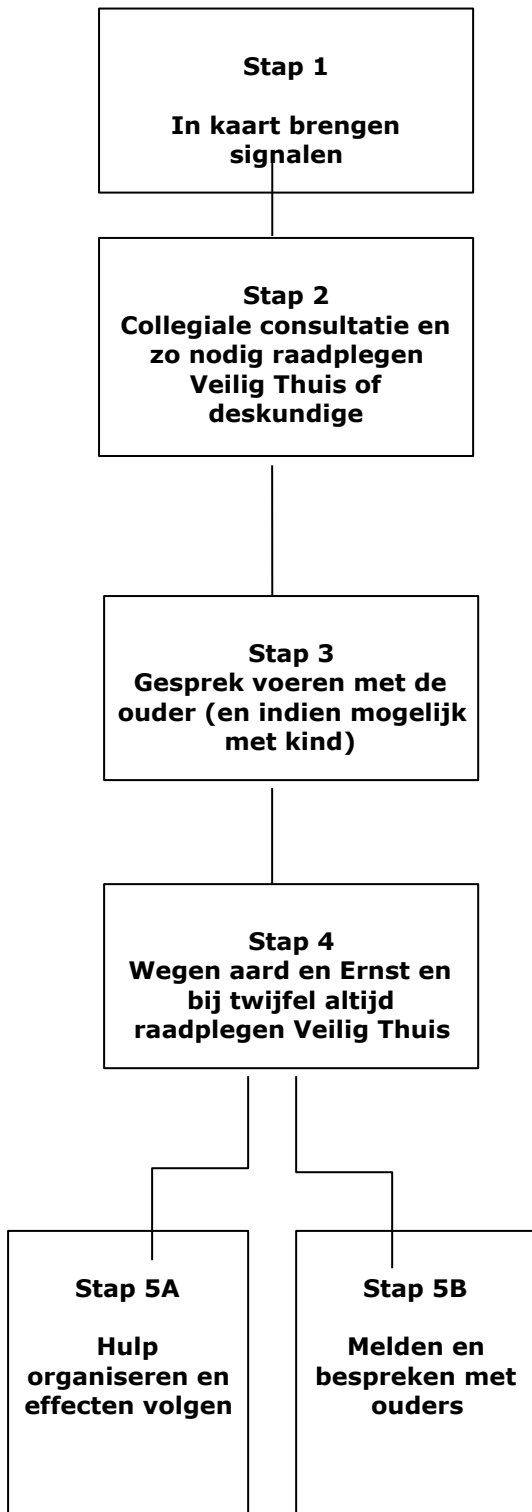 Stap 1
In kaart brengen
signalen
Stap 2
Collegiale consultatie en
zo nodig raadplegen
Veilig Thuis of
deskundige
Stap 3
Gesprek voeren met de
ouder (en indien mogelijk
met kind)
Stap 4
Wegen aard en Ernst en
bij twijfel altijd
raadplegen Veilig Thuis
Stap 5A
Hulp
organiseren en
effecten volgen
Stap 5B
Melden en
bespreken met
ouders